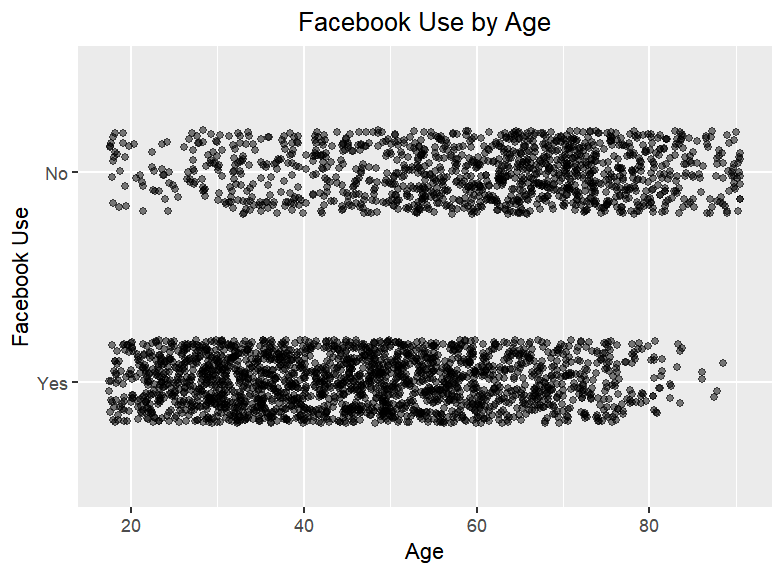 Facebook Use by Age
Facebook Use
No
Yes
20 40 60 80
Age